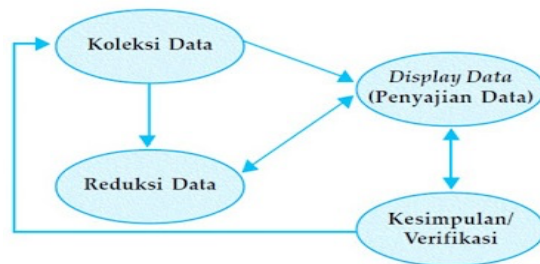 Koleksi Data
Display Data
(Penyajian Data)
Reduksi Data
Kesimpulan/
Verifikasi